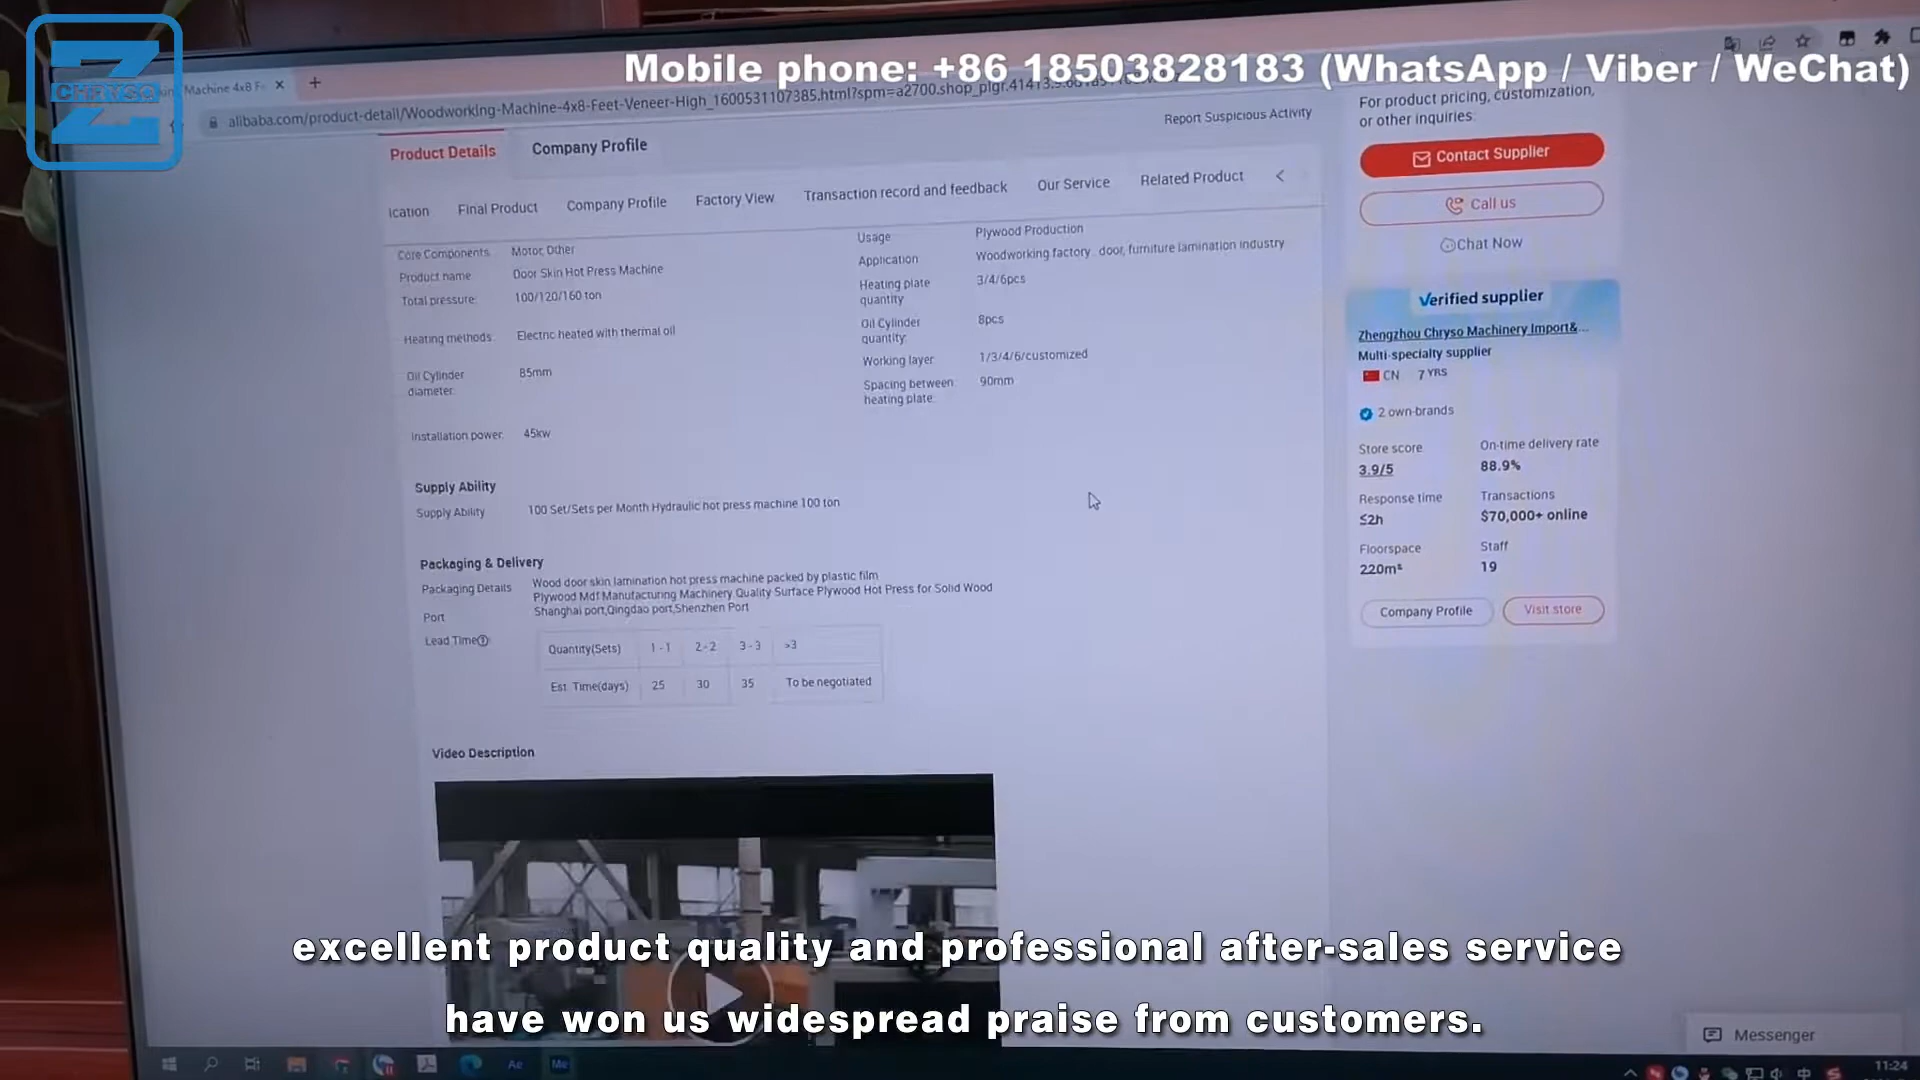 CHRYSO
Mobile phone: +86 18503828183 (WhatsApp / Viber / WeChat)
Machine 4x8 Fe
alibaba.com/product-detail/Woodworking-Machine-4x8-Feet-Veneer-High_1600531107385.html?spm=a2700.shop_plgr.41413
Report Suspicious Activity
For product pricing, customization,
or other inquiries:
Contact Supplier
Call us
Chat Now
Product Details
Company Profile
ication
Final Product
Company Profile
Factory View
Transaction record and feedback
Our Service
Related Product
Core Components:
Motor, Other
Usage
Plywood Production
Product name
Door Skin Hot Press Machine
Application
Woodworking factory, door, furniture lamination industry
Total pressure:
100/120/160 ton
Heating plate
quantity
3/4/6pcs
Heating methods:
Electric heated with thermal oil
Oil Cylinder
quantity:
8pcs
Oil Cylinder
diameter:
85mm
Working layer:
1/3/4/6/customized
Spacing between
heating plate:
90mm
Installation power:
45kw
Supply Ability
Supply Ability
100 Set/Sets per Month Hydraulic hot press machine 100 ton
Packaging & Delivery
Packaging Details
Wood door skin lamination hot press machine packed by plastic film
Plywood Mdf Manufacturing Machinery Quality Surface Plywood Hot Press for Solid Wood
Port
Shanghai port,Qingdao port,Shenzhen Port
Lead Time
Quantity(Sets) 1 - 1 2 - 2 3 - 3 >3
Est. Time(days) 25 30 35 To be negotiated
Video Description
Verified supplier
Zhengzhou Chryso Machinery Import&...
Multi-specialty supplier
CN 7 YRS
2 own-brands
Store score
3.9/5
On-time delivery rate
88.9%
Response time
≤2h
Transactions
$70,000+ online
Floorspace
220m²
Staff
19
Company Profile
Visit store
excellent product quality and professional after-sales service
have won us widespread praise from customers.
Messenger
Ae
Me
中
11:24